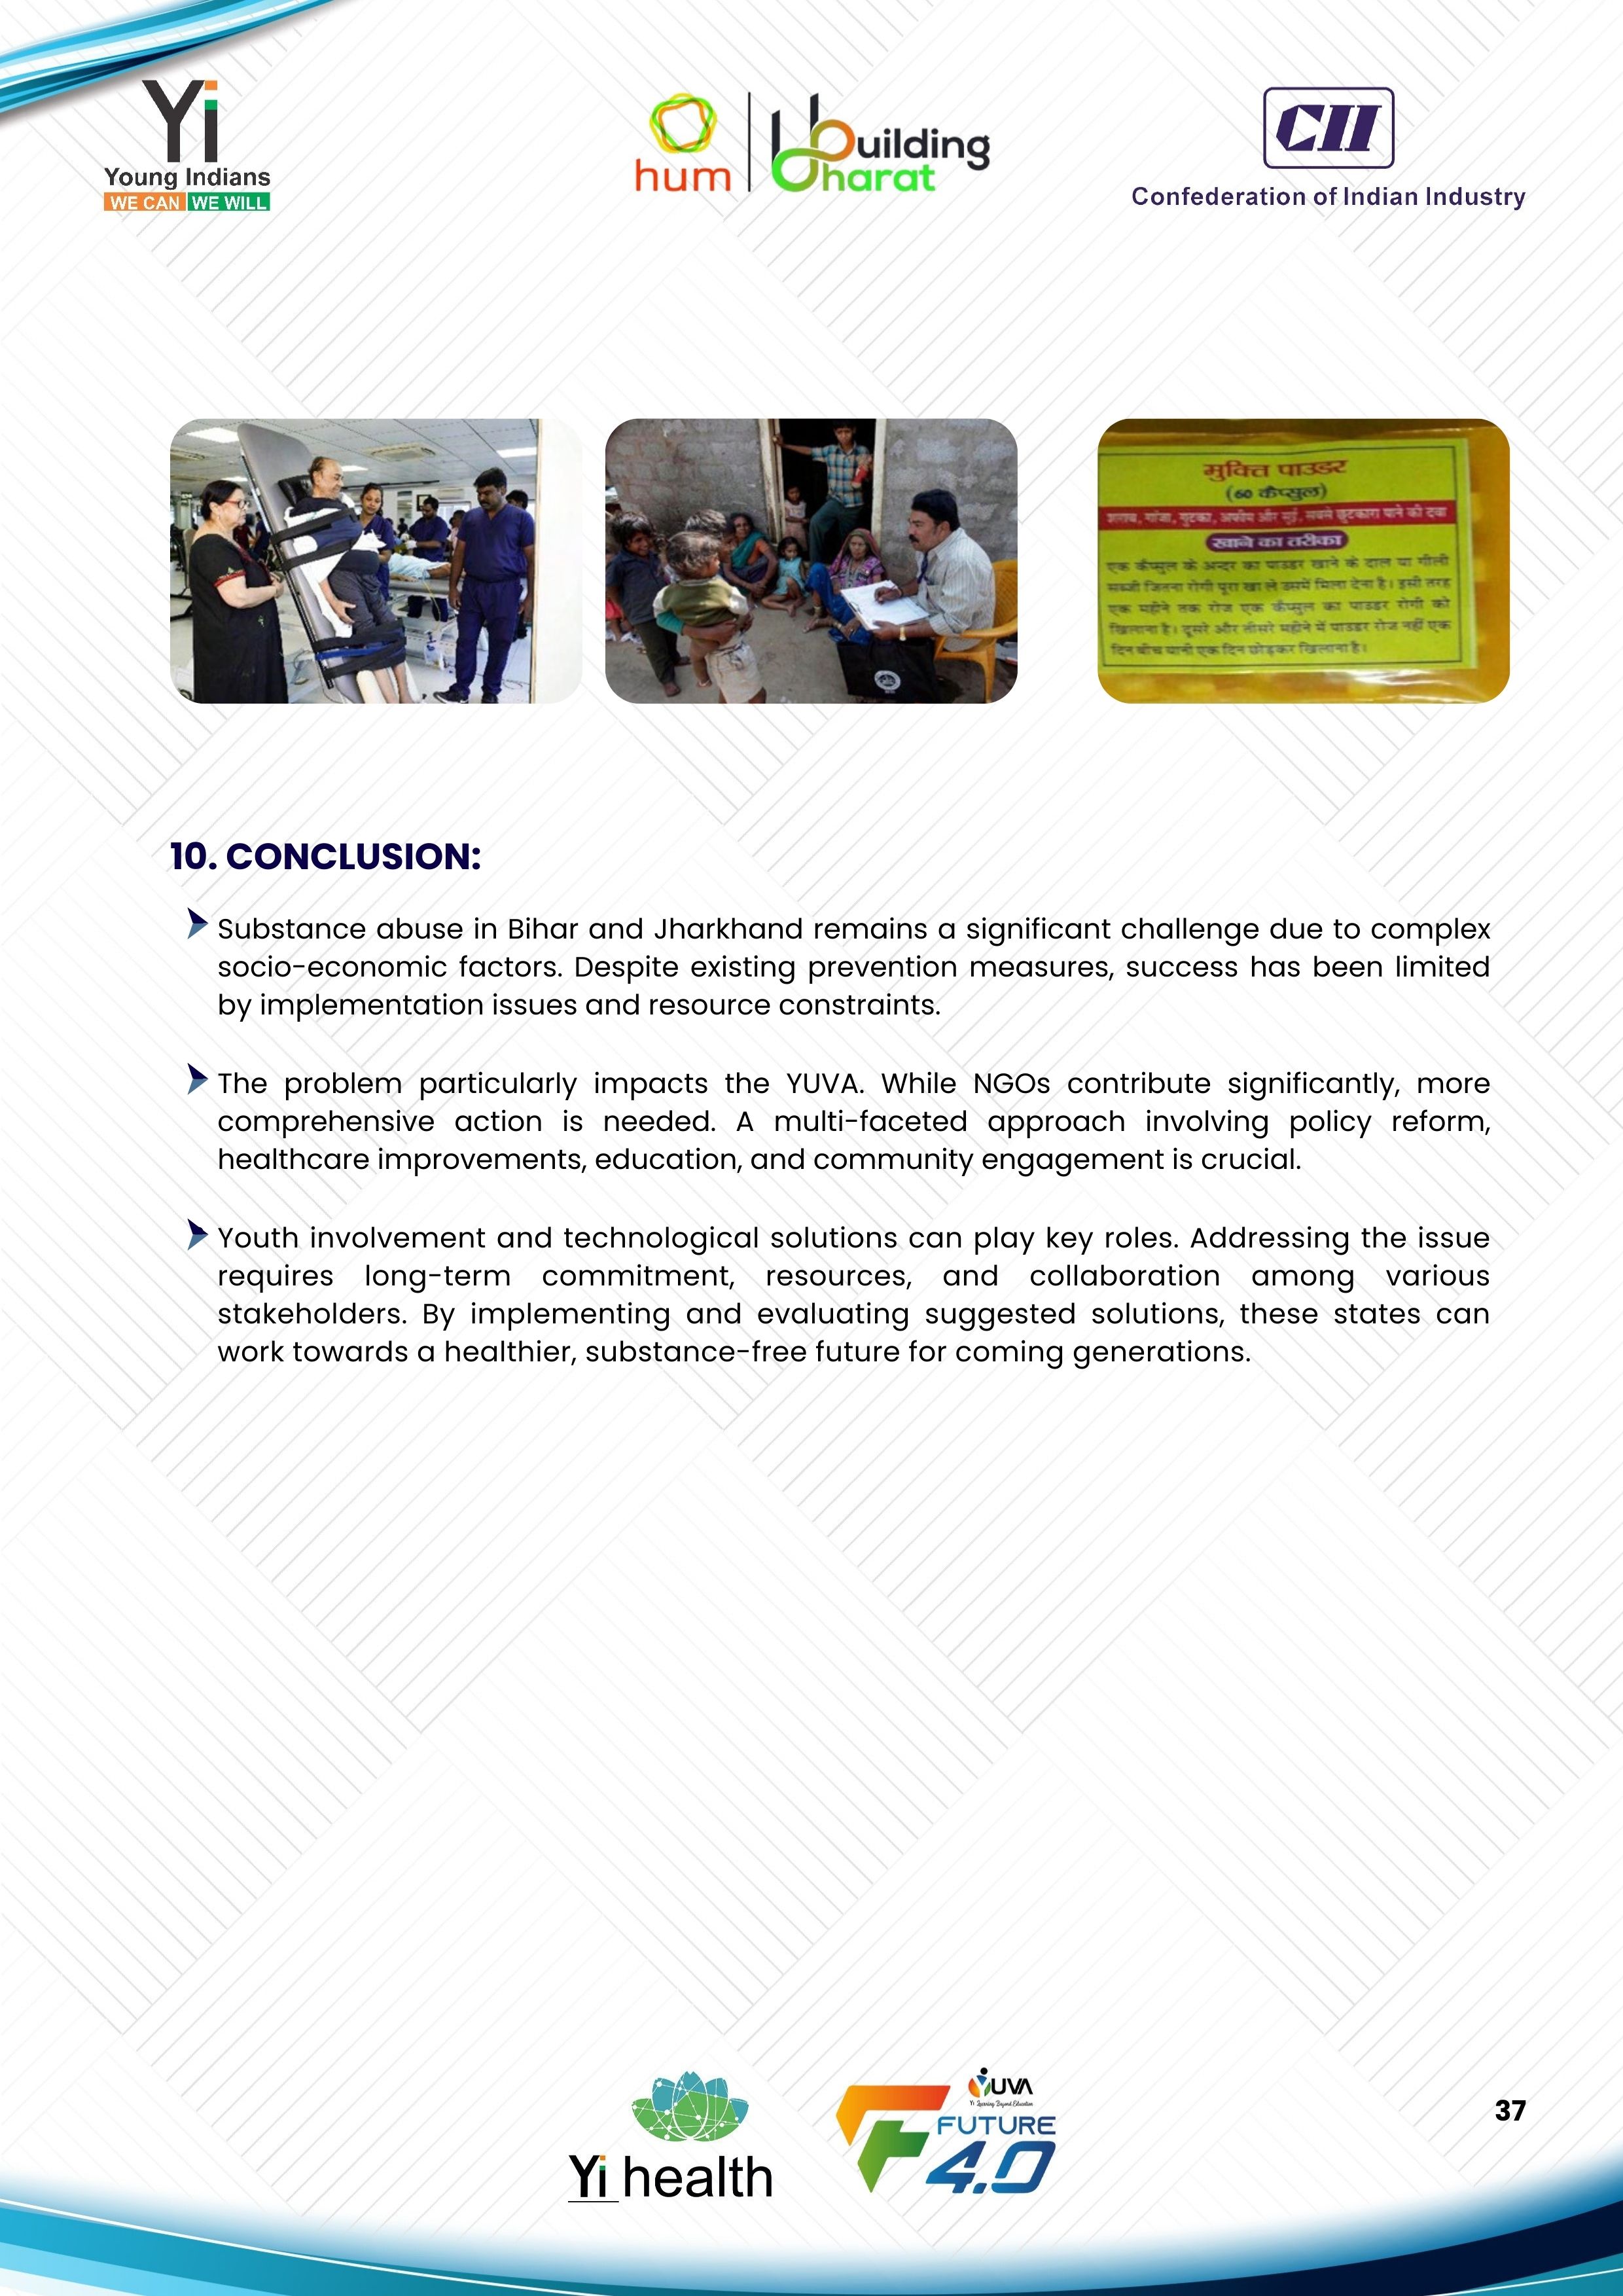 Yi
Young Indians
WE CAN WE WILL
hum
Building
Bharat
CII
Confederation of Indian Industry
मुक्ति पाउडर
(60 कैप्सूल)
शराब, गांजा, गुटका, अफीम और सुई, सबसे छुटकारा पाने की दवा
खाने का तरीका
एक कैप्सूल के अन्दर का पाउडर खाने के दाल या गीली
सब्जी जितना रोगी पूरा खा ले उसमें मिला देना है। इसी तरह
एक महीने तक रोज एक कैप्सूल का पाउडर रोगी को
खिलाना है। दूसरे और तीसरे महीने में पाउडर रोज नहीं एक
दिन बीच यानी एक दिन छोड़कर खिलाना है।
10. CONCLUSION:
Substance abuse in Bihar and Jharkhand remains a significant challenge due to complex
socio-economic factors. Despite existing prevention measures, success has been limited
by implementation issues and resource constraints.
The problem particularly impacts the YUVA. While NGOs contribute significantly, more
comprehensive action is needed. A multi-faceted approach involving policy reform,
healthcare improvements, education, and community engagement is crucial.
Youth involvement and technological solutions can play key roles. Addressing the issue
requires long-term commitment, resources, and collaboration among various
stakeholders. By implementing and evaluating suggested solutions, these states can
work towards a healthier, substance-free future for coming generations.
Yi health
YUVA
Yi Learning Beyond Education
FUTURE
4.0
37